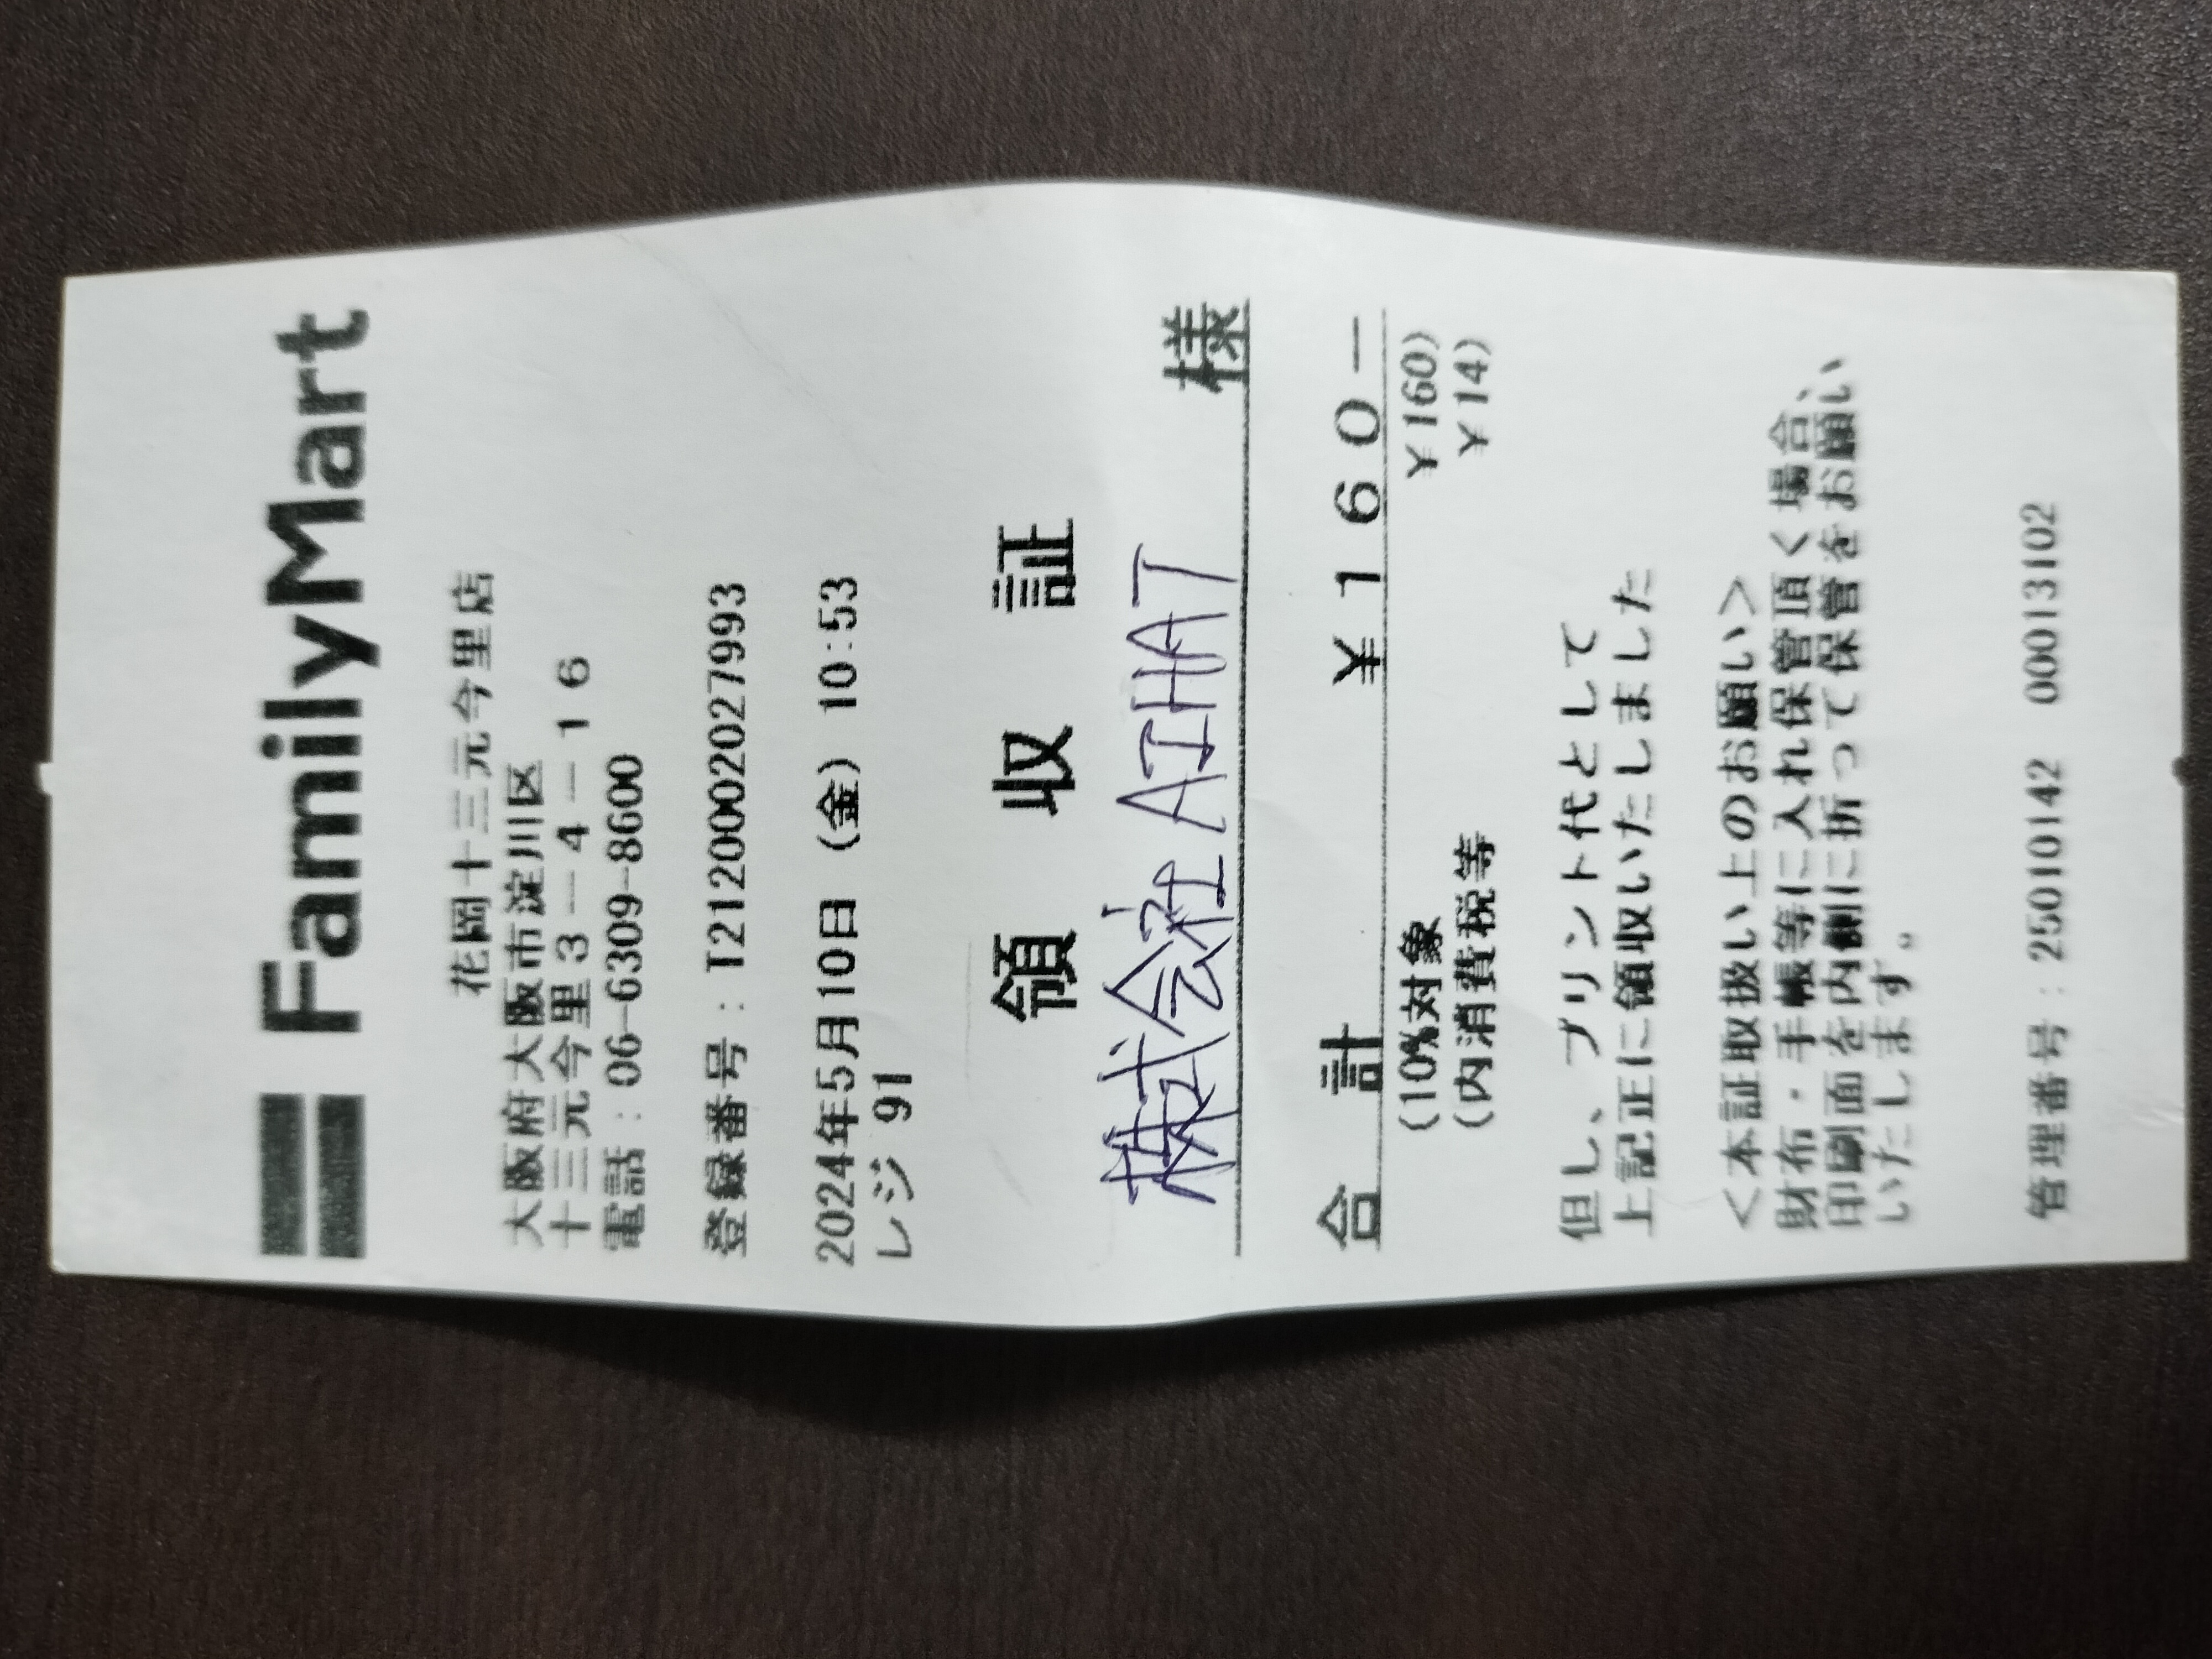 FamilyMart
花岡十三元今里店
大阪府大阪市淀川区
十三元今里3－4－16
電話：06-6309-8600
登録番号：T2120002027993
2024年5月10日（金）10:53
レジ 91
領 収 証
株式会社AIHAT 様
合 計 ¥160－
(10%対象 ¥160)
(内消費税等 ¥14)
但し、プリント代として
上記正に領収いたしました
＜本証取扱い上のお願い＞
財布・手帳等に入れ保管頂く場合、
印刷面を内側に折って保管をお願い
いたします。
管理番号：25010142 00013102